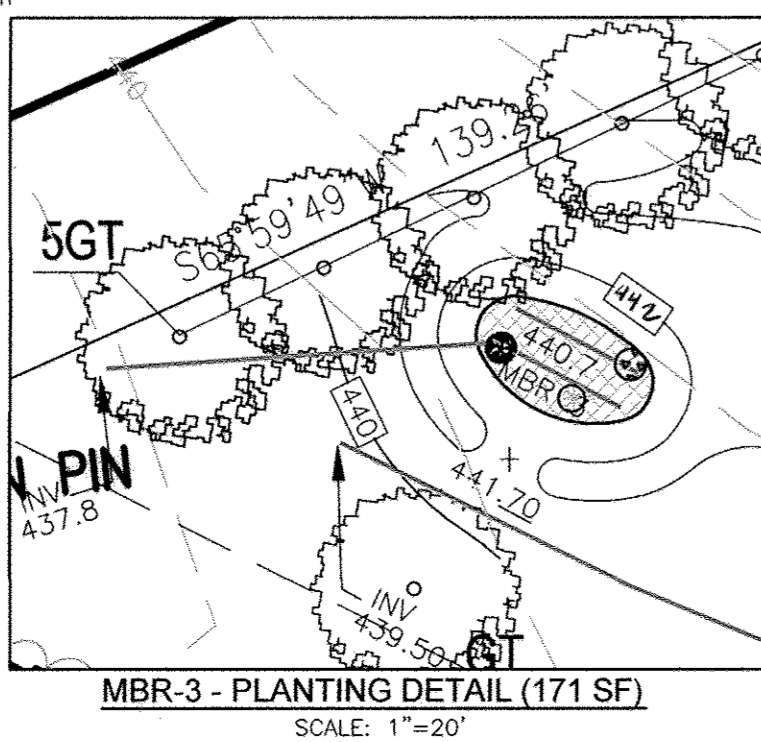 440
139.
S63°59'49"W
5GT
442
440.7
MBR
440
441.70
N PIN
INV
437.8
INV
439.50
GT
MBR-3 - PLANTING DETAIL (171 SF)
SCALE: 1"=20'